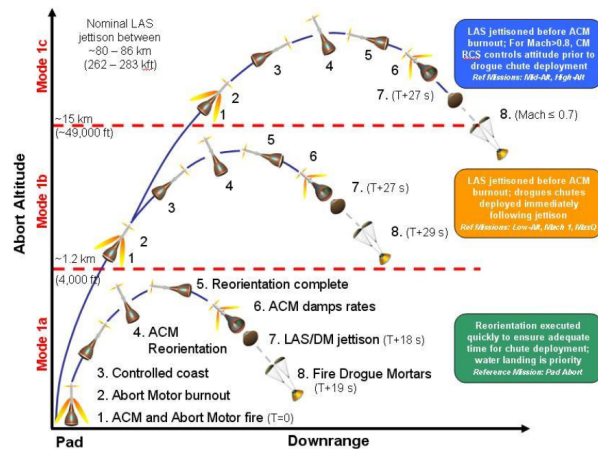 Nominal LAS
jettison between
~80 – 86 km
(262 – 283 kft)
LAS jettisoned before ACM
burnout; For Mach>0.8, CM
RCS controls attitude prior to
drogue chute deployment
Ref Missions: Mid-Alt, High-Alt
Mode 1c
1
2
3
4
5
6
7. (T+27 s)
8. (Mach ≤ 0.7)
~15 km
(~49,000 ft)
Abort Altitude
Mode 1b
1
2
3
4
5
6
7.
(T+27 s)
8.
(T+29 s)
LAS jettisoned before ACM
burnout; drogues chutes
deployed immediately
following jettison
Ref Missions: Low-Alt, Mach 1, MaxQ
~1.2 km
(4,000 ft)
Mode 1a
5. Reorientation complete
6. ACM damps rates
4. ACM
Reorientation
7. LAS/DM jettison (T+18 s)
3. Controlled coast
8. Fire Drogue Mortars
(T+19 s)
2. Abort Motor burnout
1. ACM and Abort Motor fire (T=0)
Reorientation executed
quickly to ensure adequate
time for chute deployment;
water landing is priority
Reference Mission: Pad Abort
Pad
Downrange